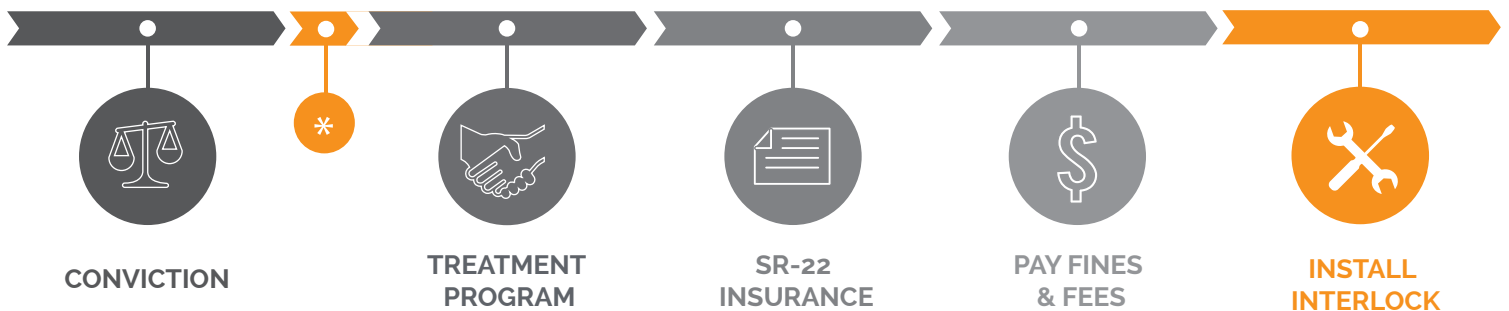 *
CONVICTION
TREATMENT
PROGRAM
SR-22
INSURANCE
PAY FINES
& FEES
INSTALL
INTERLOCK